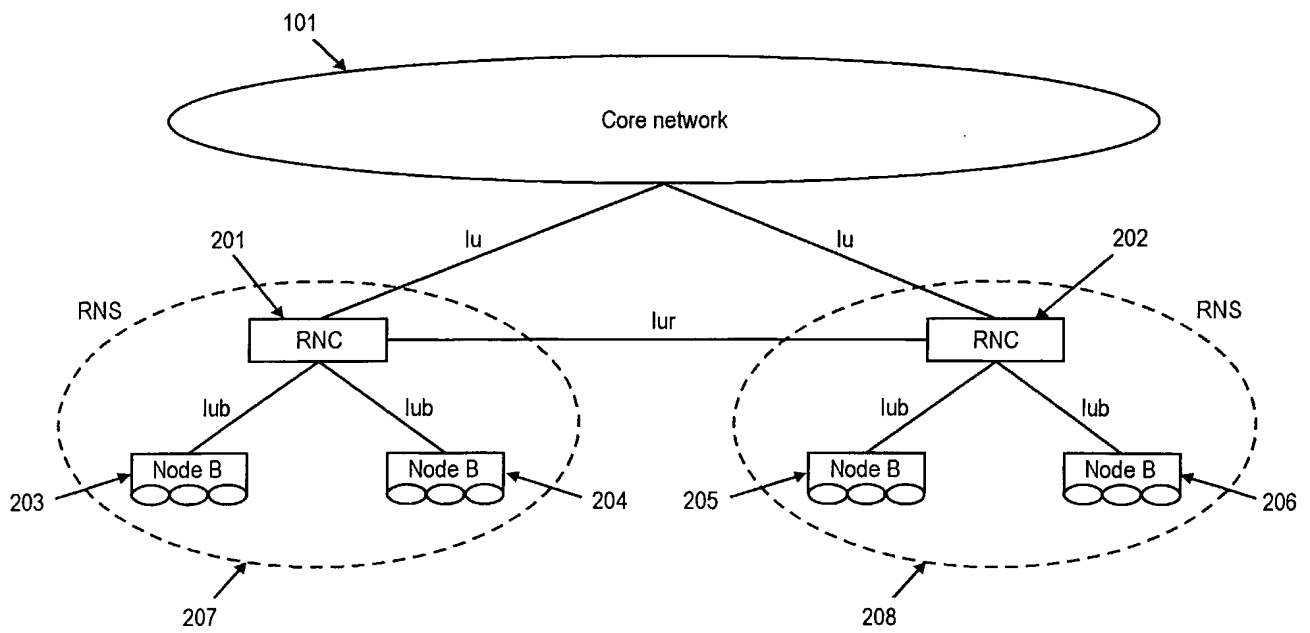 101
Core network
Iu
Iu
201
202
RNS
RNS
RNC
Iur
RNC
Iub
Iub
Iub
Iub
Node B
Node B
Node B
Node B
203
204
205
206
207
208